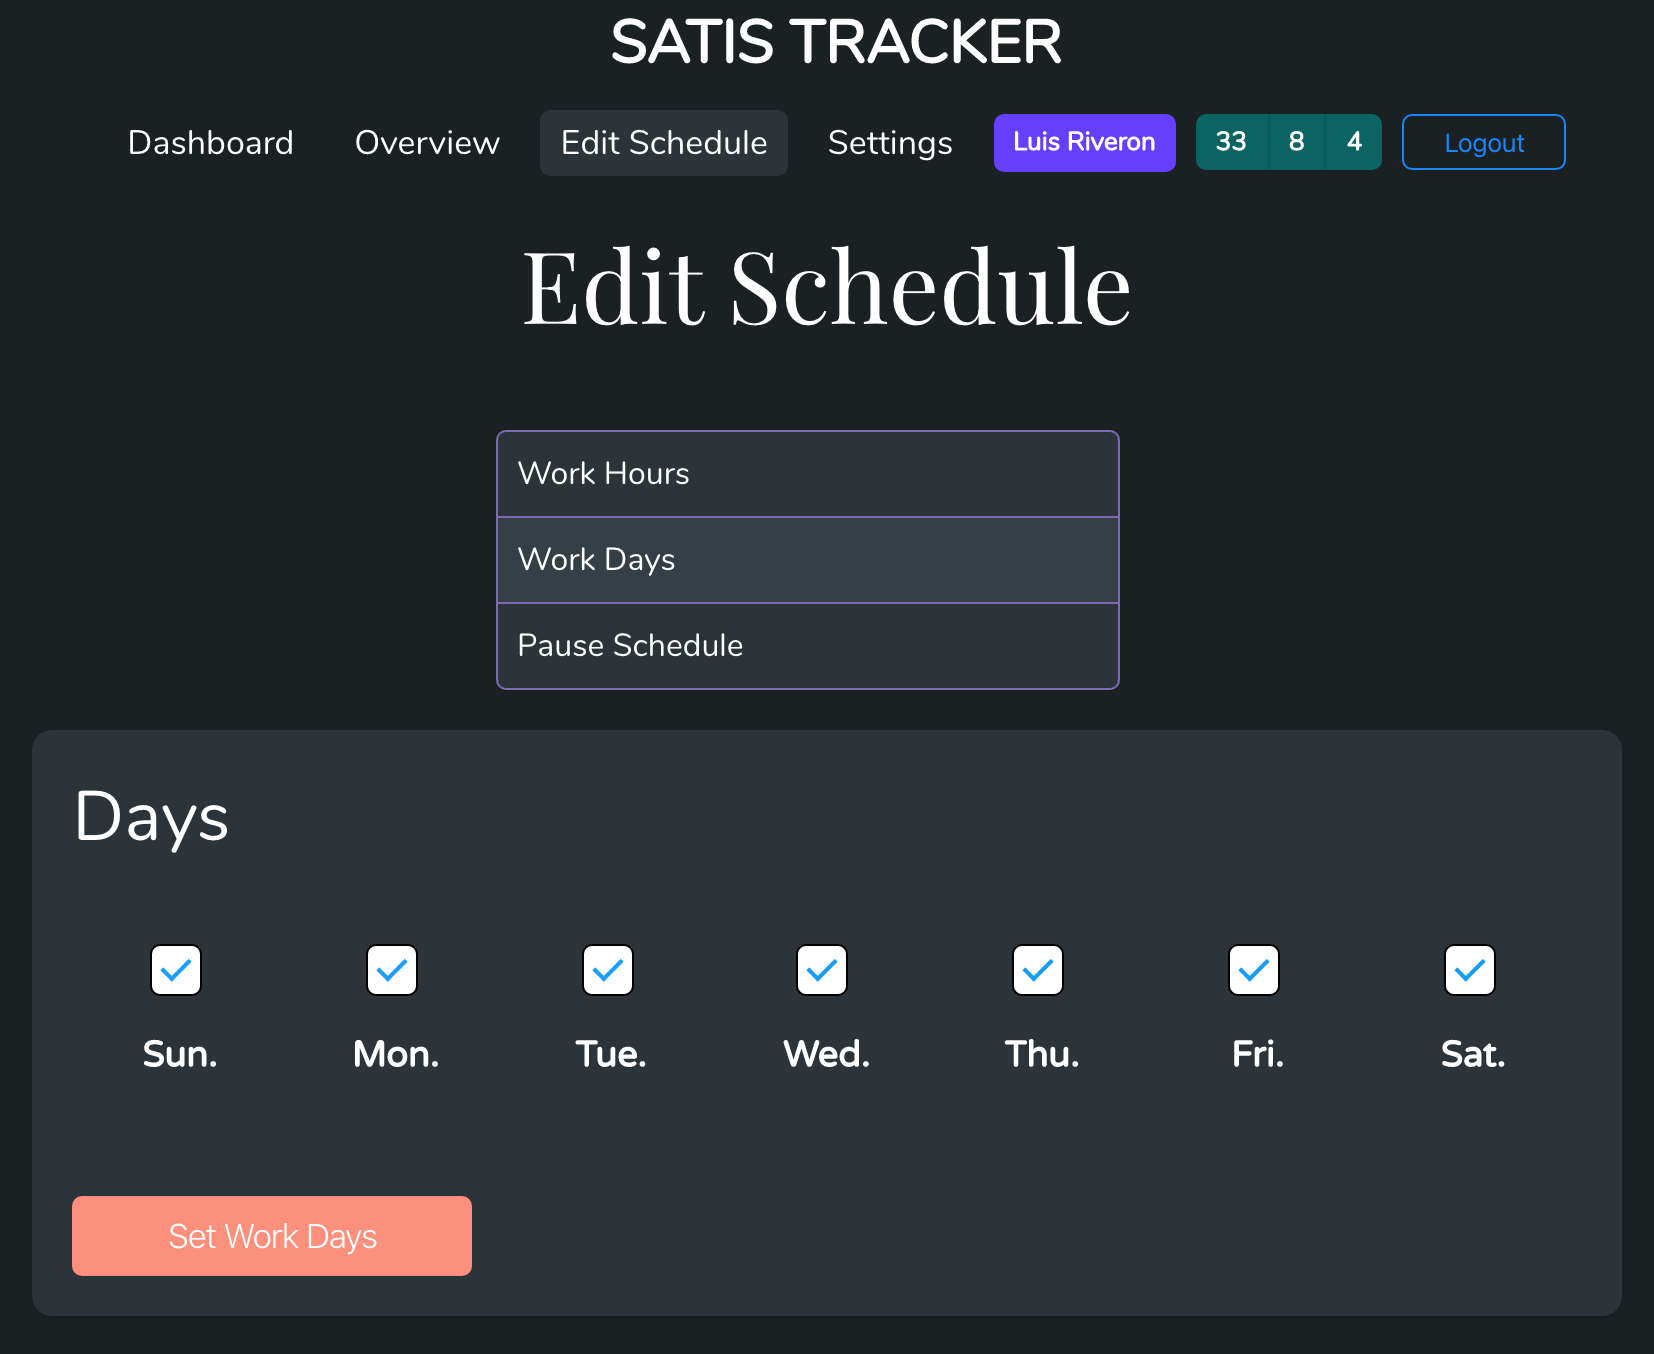 SATIS TRACKER
Dashboard Overview Edit Schedule Settings Luis Riveron 33 8 4 Logout
Edit Schedule
Work Hours
Work Days
Pause Schedule
Days
Sun. Mon. Tue. Wed. Thu. Fri. Sat.
Set Work Days